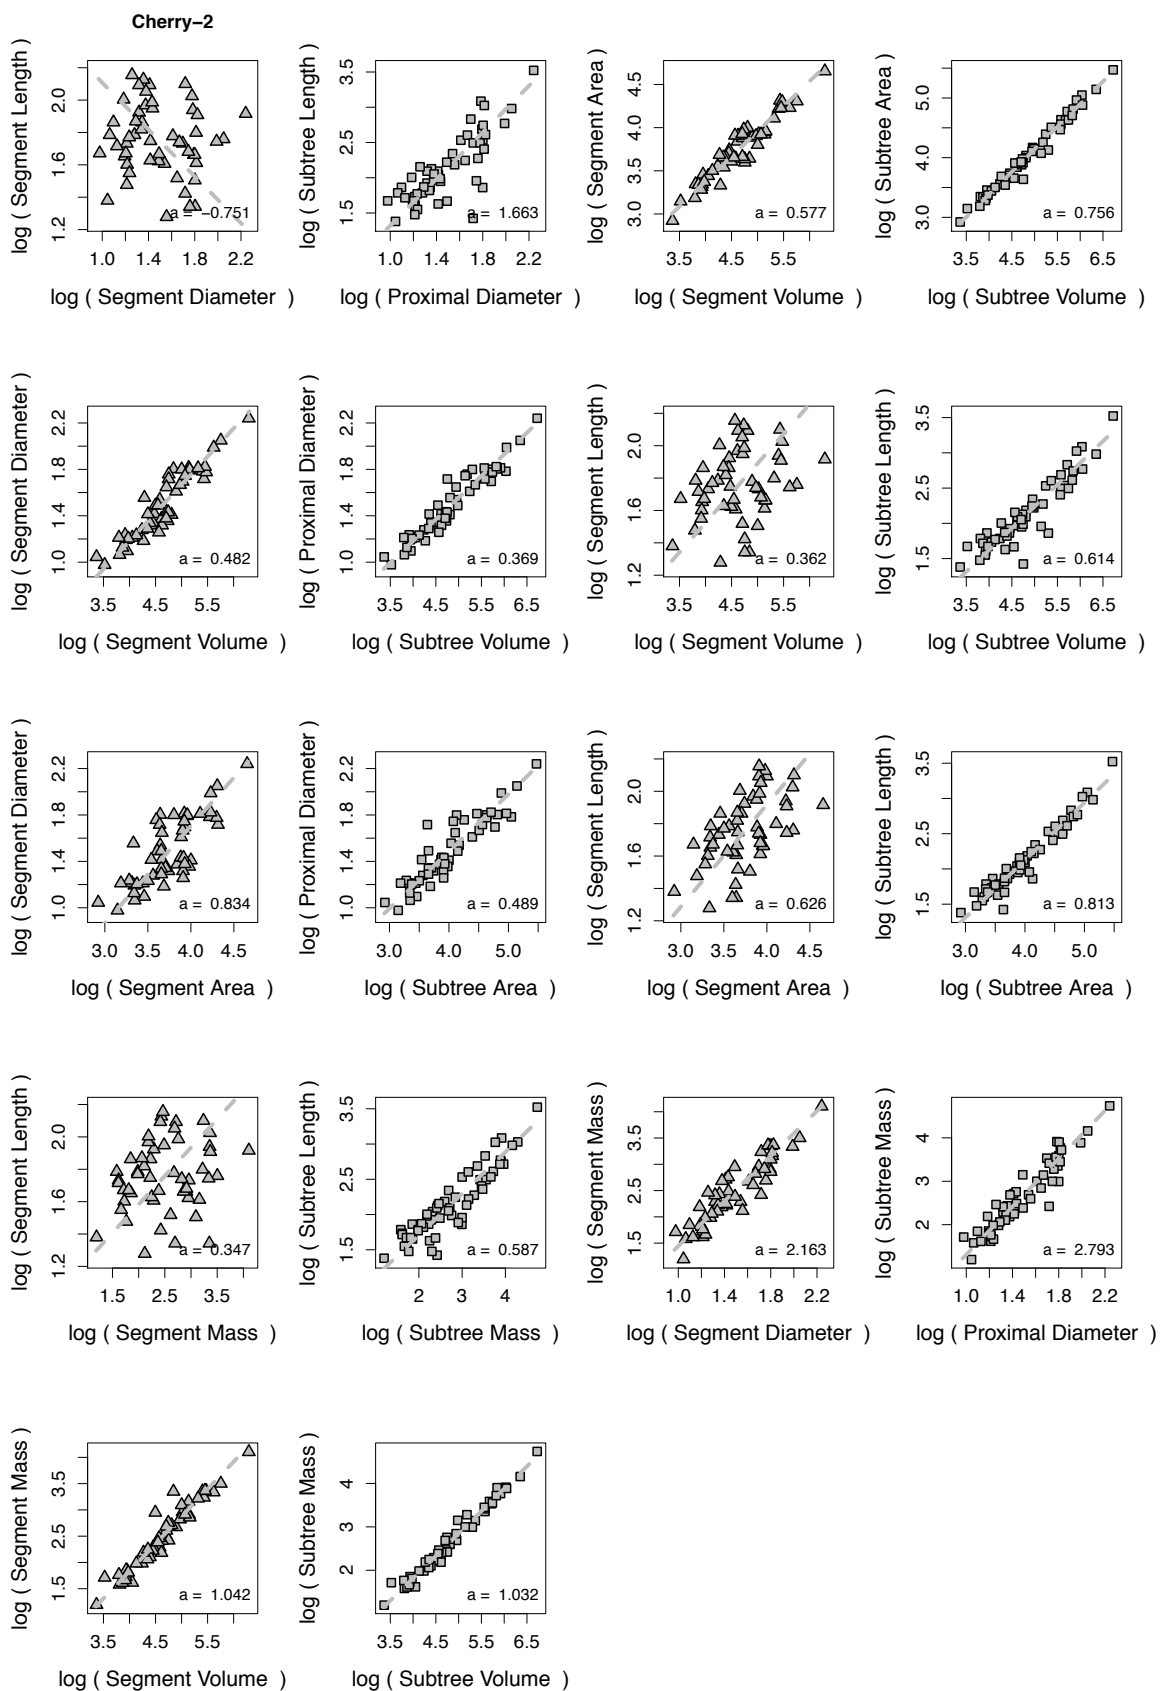 Cherry−2
log ( Segment Length )
1.2 1.6 2.0
a = −0.751
1.0 1.4 1.8 2.2
log ( Segment Diameter )
log ( Subtree Length )
1.5 2.5 3.5
a = 1.663
1.0 1.4 1.8 2.2
log ( Proximal Diameter )
log ( Segment Area )
3.0 3.5 4.0 4.5
a = 0.577
3.5 4.5 5.5
log ( Segment Volume )
log ( Subtree Area )
3.0 4.0 5.0
a = 0.756
3.5 4.5 5.5 6.5
log ( Subtree Volume )
log ( Segment Diameter )
1.0 1.4 1.8 2.2
a = 0.482
3.5 4.5 5.5
log ( Segment Volume )
log ( Proximal Diameter )
1.0 1.4 1.8 2.2
a = 0.369
3.5 4.5 5.5 6.5
log ( Subtree Volume )
log ( Segment Length )
1.2 1.6 2.0
a = 0.362
3.5 4.5 5.5
log ( Segment Volume )
log ( Subtree Length )
1.5 2.5 3.5
a = 0.614
3.5 4.5 5.5 6.5
log ( Subtree Volume )
log ( Segment Diameter )
1.0 1.4 1.8 2.2
a = 0.834
3.0 3.5 4.0 4.5
log ( Segment Area )
log ( Proximal Diameter )
1.0 1.4 1.8 2.2
a = 0.489
3.0 4.0 5.0
log ( Subtree Area )
log ( Segment Length )
1.2 1.6 2.0
a = 0.626
3.0 3.5 4.0 4.5
log ( Segment Area )
log ( Subtree Length )
1.5 2.5 3.5
a = 0.813
3.0 4.0 5.0
log ( Subtree Area )
log ( Segment Length )
1.2 1.6 2.0
a = 0.347
1.5 2.5 3.5
log ( Segment Mass )
log ( Subtree Length )
1.5 2.5 3.5
a = 0.587
2 3 4
log ( Subtree Mass )
log ( Segment Mass )
1.5 2.5 3.5
a = 2.163
1.0 1.4 1.8 2.2
log ( Segment Diameter )
log ( Subtree Mass )
2 3 4
a = 2.793
1.0 1.4 1.8 2.2
log ( Proximal Diameter )
log ( Segment Mass )
1.5 2.5 3.5
a = 1.042
3.5 4.5 5.5
log ( Segment Volume )
log ( Subtree Mass )
2 3 4
a = 1.032
3.5 4.5 5.5 6.5
log ( Subtree Volume )